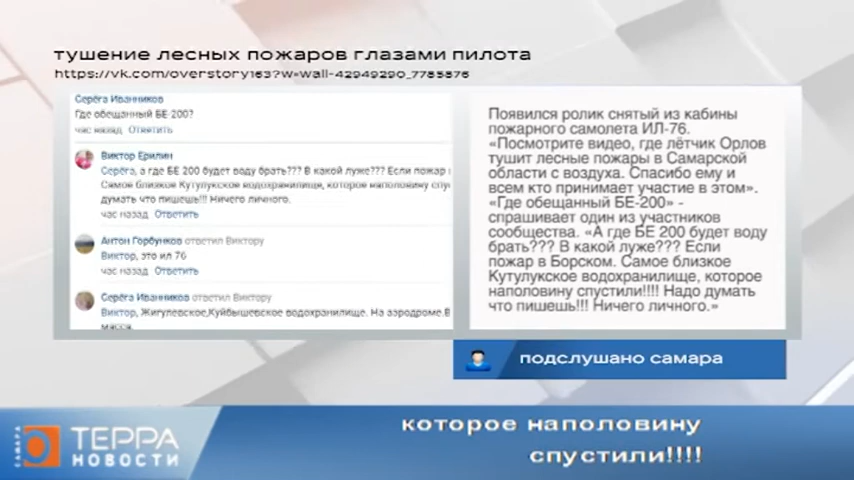 тушение лесных пожаров глазами пилота
https://vk.com/overstory163?w=wall-42949290_7785876
Серёга Иванников
Где обещанный БЕ-200?
час назад Ответить
Виктор Ерилин
Серёга, а где БЕ 200 будет воду брать??? В какой луже??? Если пожар
Самое близкое Кутулукское водохранилище, которое наполовину спу
думать что пишешь!!! Ничего личного.
час назад Ответить
Антон Горбунков ответил Виктору
Виктор, это ил 76
час назад Ответить
Серёга Иванников ответил Виктору
Виктор, Жигулевское,Куйбышевское водохранилище. На аэродроме.Б
масса.
Появился ролик снятый из кабины
пожарного самолета ИЛ-76.
«Посмотрите видео, где лётчик Орлов
тушит лесные пожары в Самарской
области с воздуха. Спасибо ему и
всем кто принимает участие в этом».
«Где обещанный БЕ-200» -
спрашивает один из участников
сообщества. «А где БЕ 200 будет воду
брать??? В какой луже??? Если
пожар в Борском. Самое близкое
Кутулукское водохранилище, которое
наполовину спустили!!!! Надо думать
что пишешь!!! Ничего личного.»
подслушано самара
САМАРА
ТЕРРА
НОВОСТИ
которое наполовину
спустили!!!!